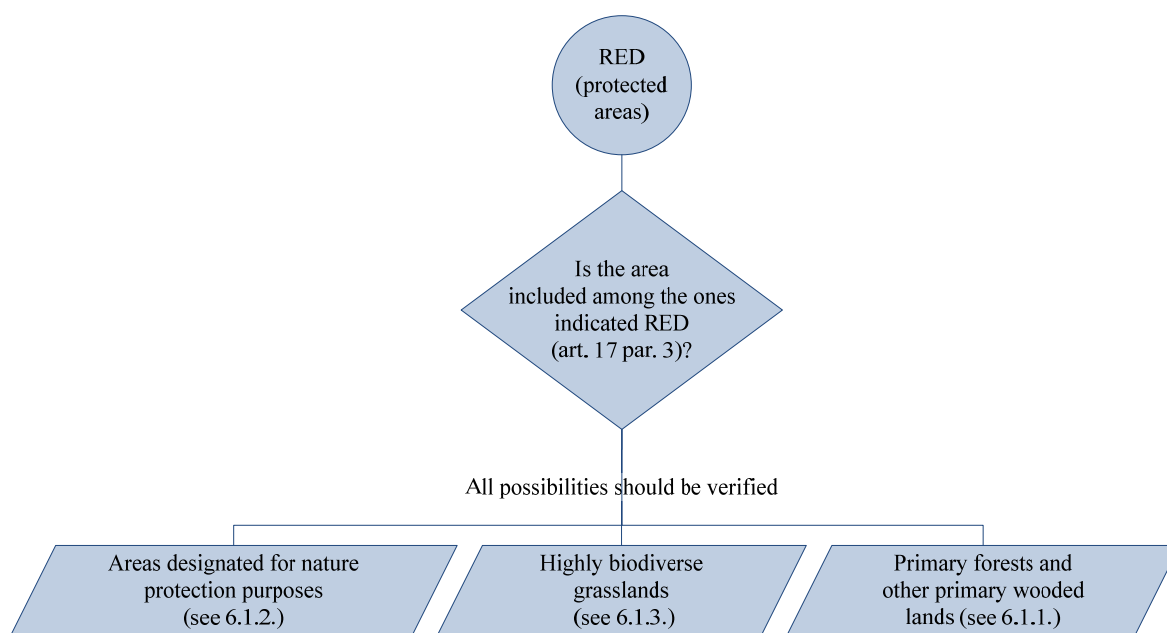 RED
(protected
areas)
Is the area
included among the ones
indicated RED
(art. 17 par. 3)?
All possibilities should be verified
Areas designated for nature
protection purposes
(see 6.1.2.)
Highly biodiverse
grasslands
(see 6.1.3.)
Primary forests and
other primary wooded
lands (see 6.1.1.)